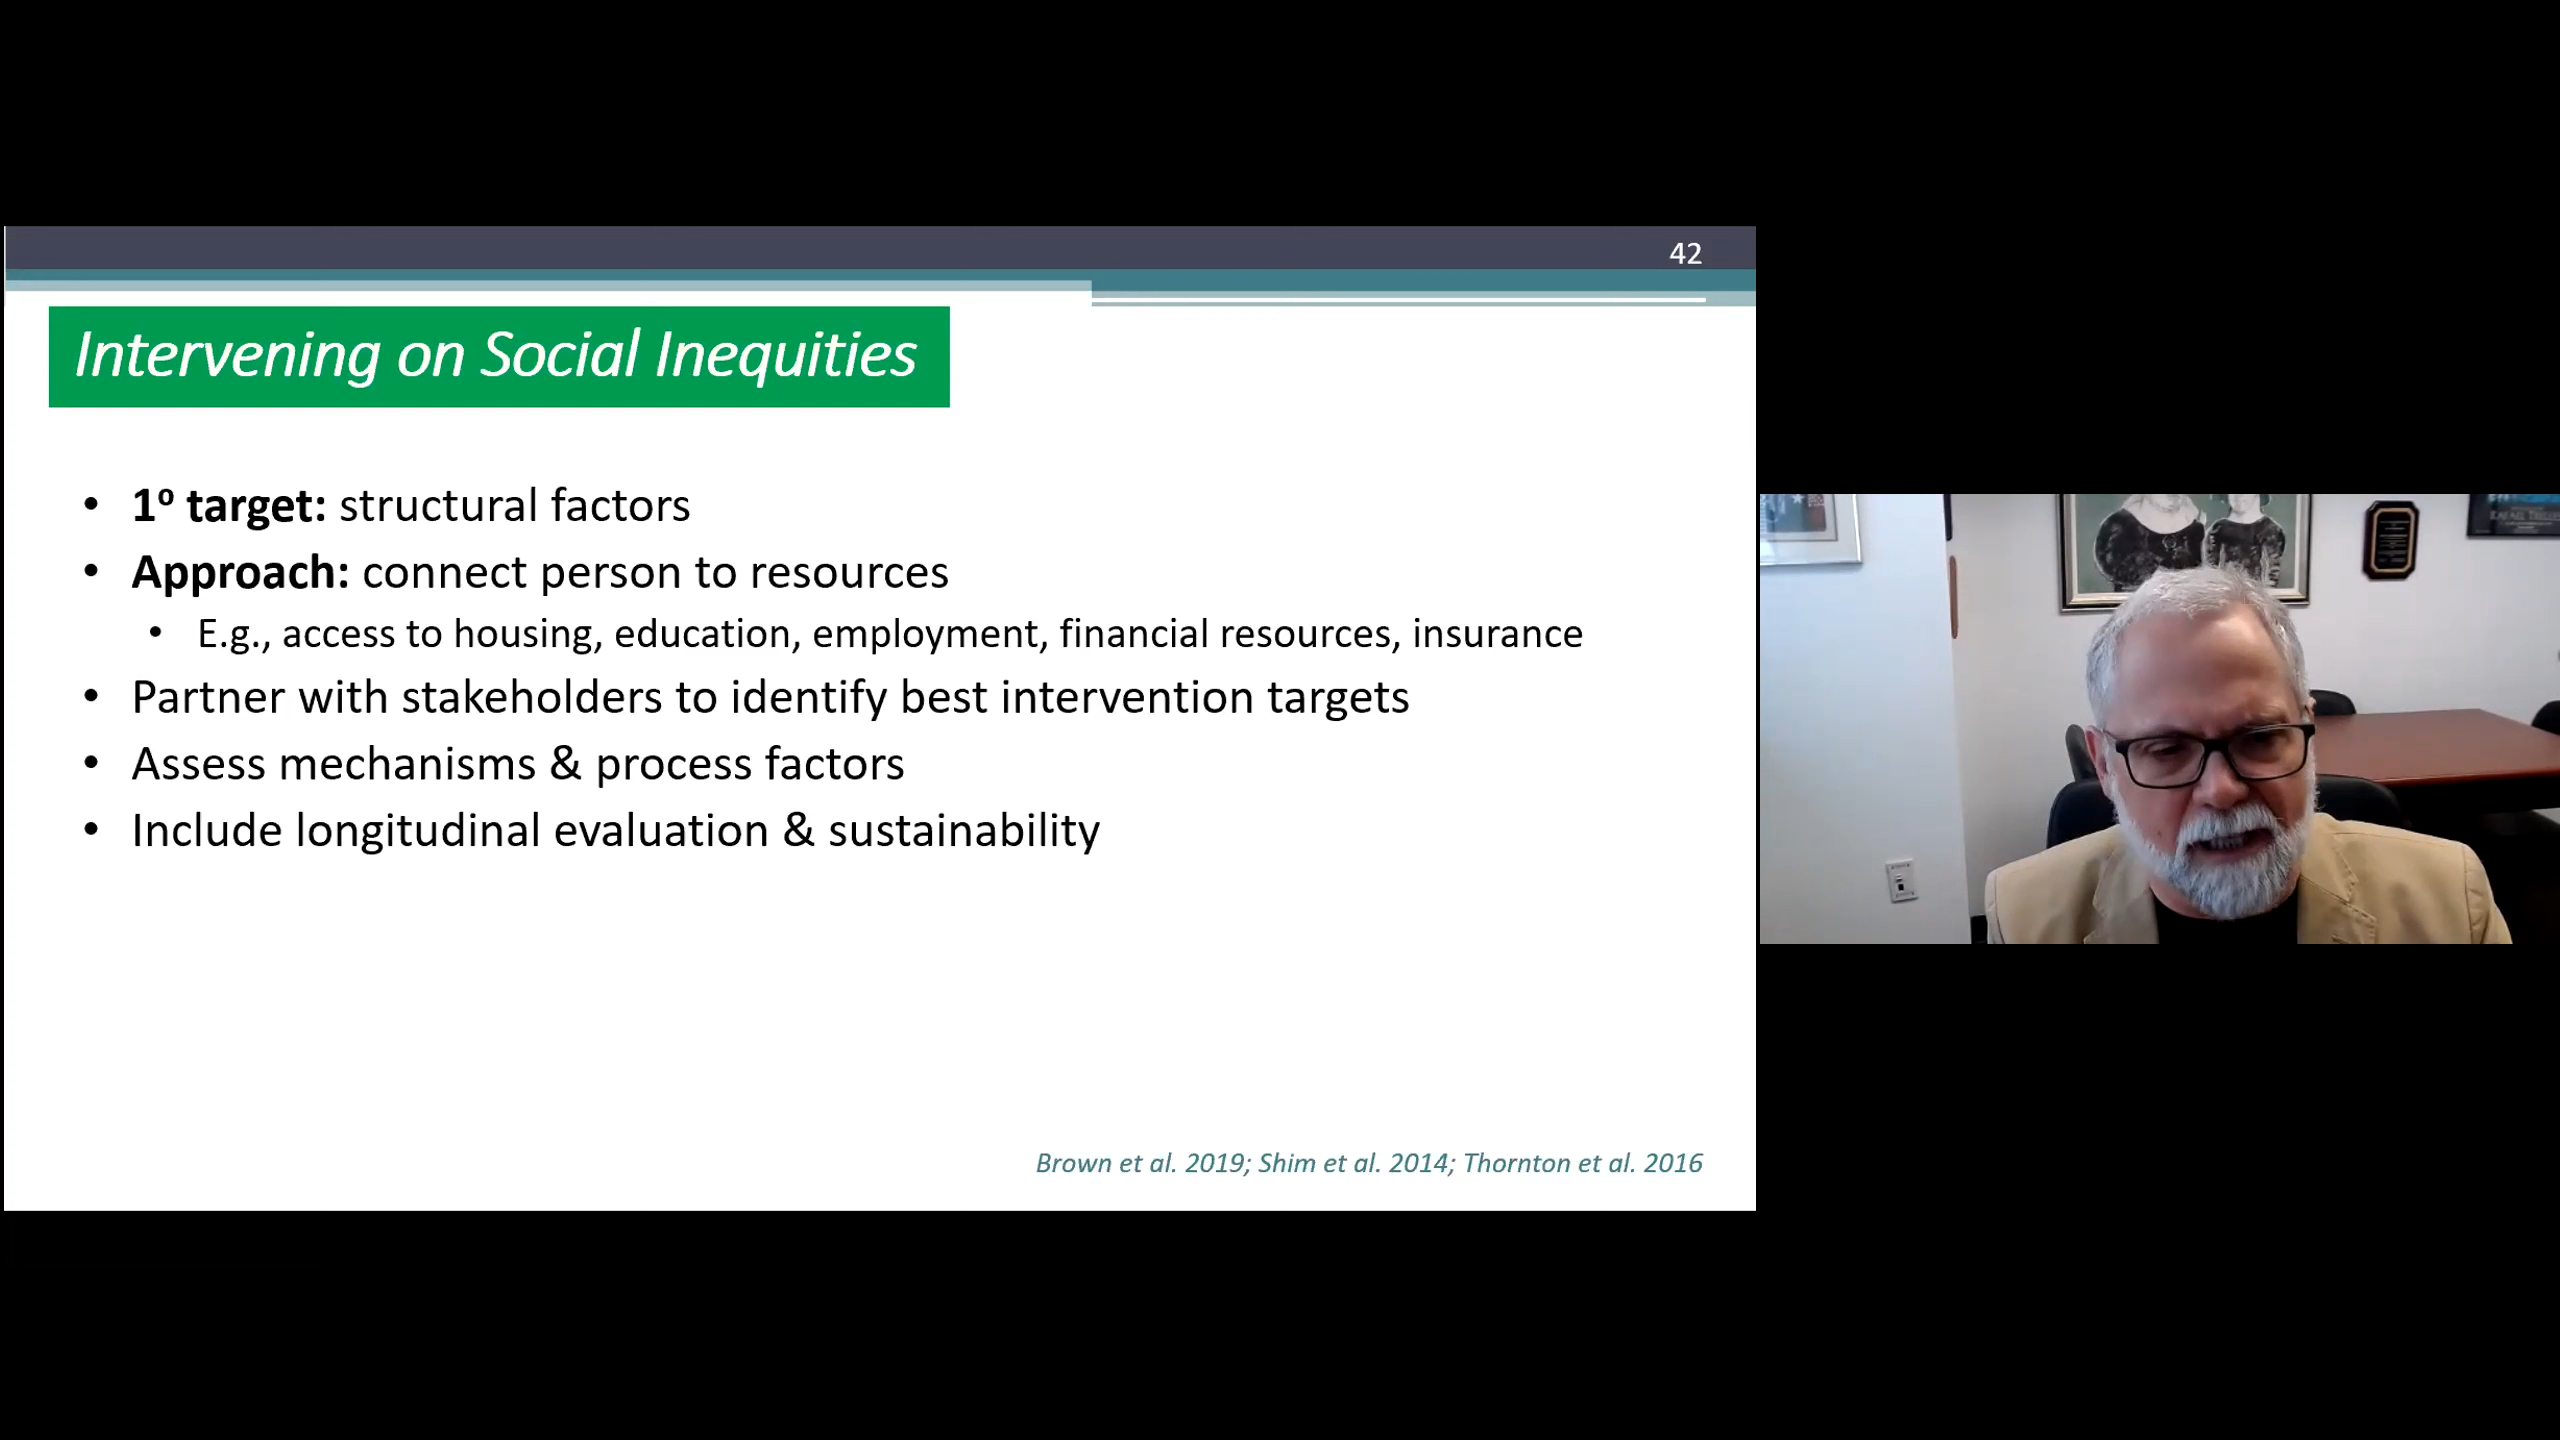 42
Intervening on Social Inequities
• 1º target: structural factors
• Approach: connect person to resources
• E.g., access to housing, education, employment, financial resources, insurance
• Partner with stakeholders to identify best intervention targets
• Assess mechanisms & process factors
• Include longitudinal evaluation & sustainability
Brown et al. 2019; Shim et al. 2014; Thornton et al. 2016